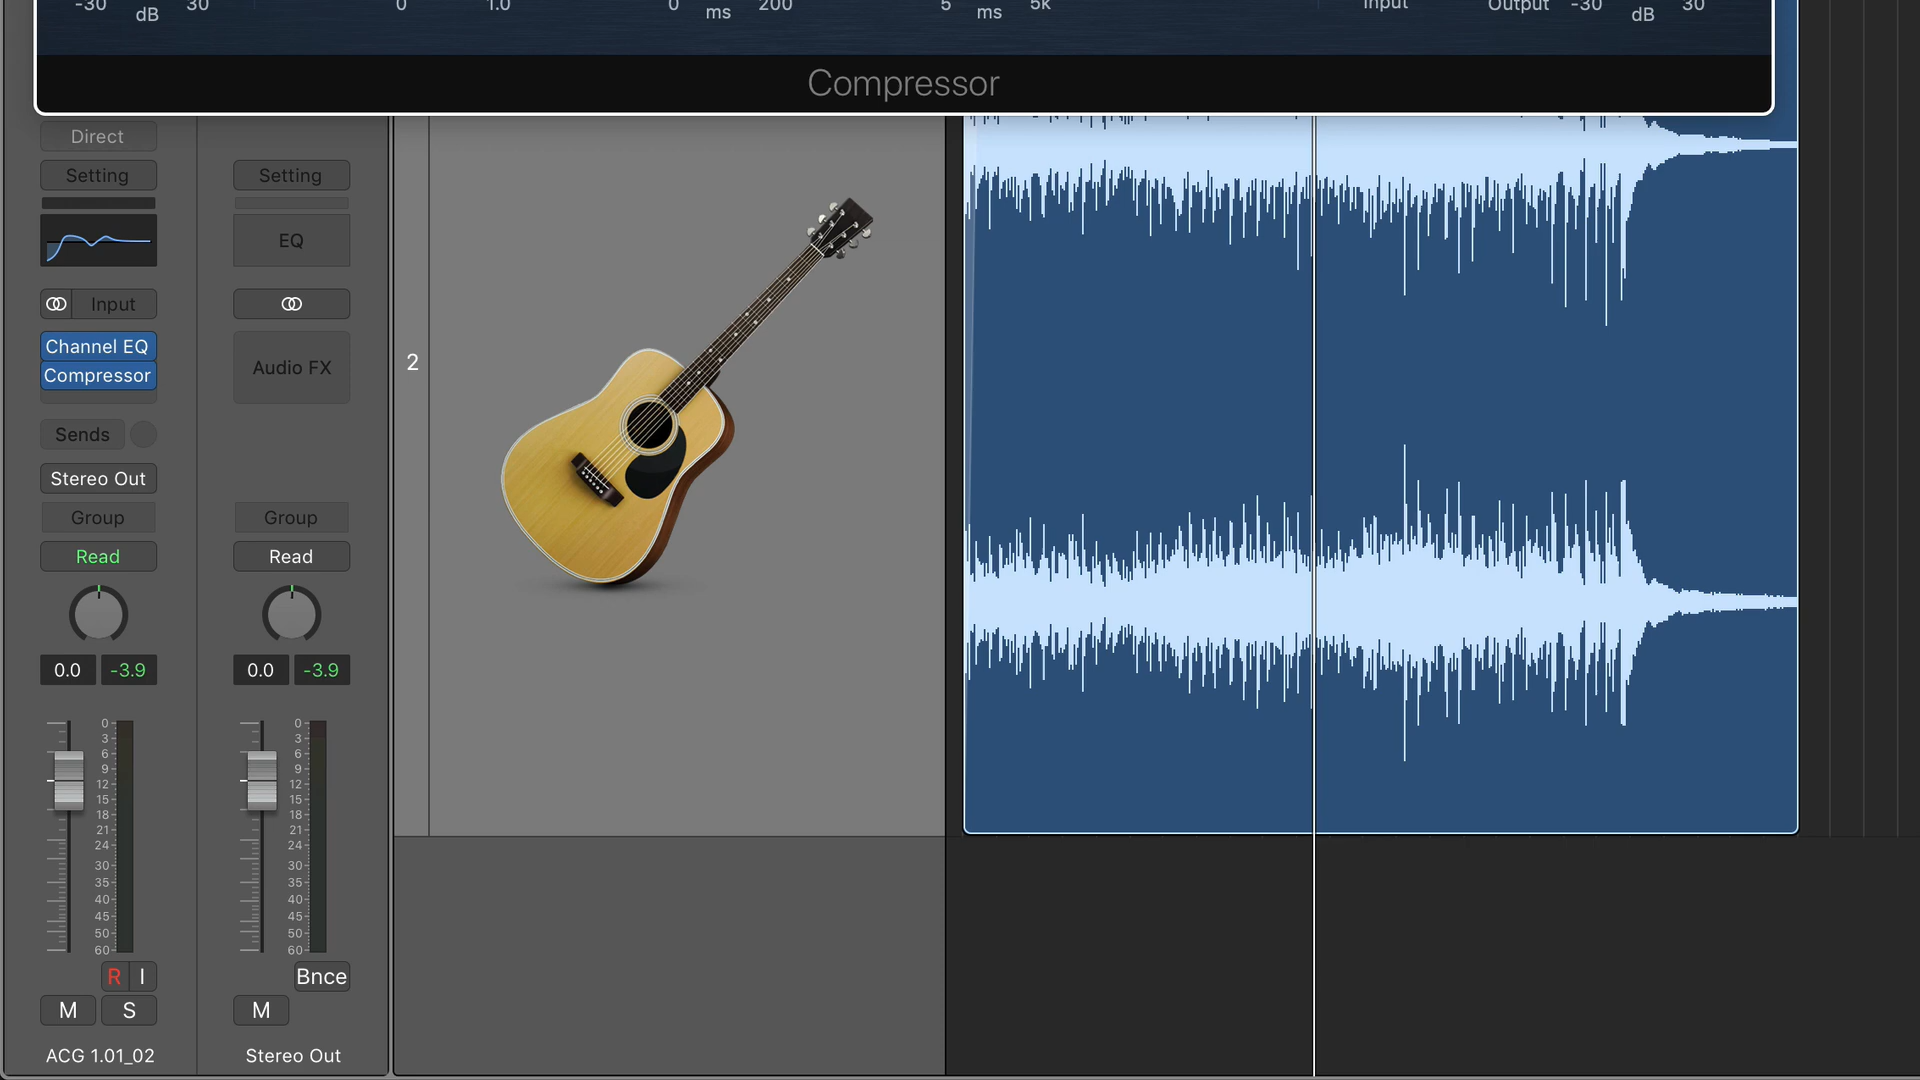 -30 dB 30 0 1.0 0 ms 200 5 ms 5k Input Output -30 dB 30
Compressor
Direct
Setting Setting
EQ
Input
Channel EQ
Compressor
Audio FX
2
Sends
Stereo Out
Group Group
Read Read
0.0 -3.9 0.0 -3.9
0 0
3 3
6 6
9 9
12 12
15 15
18 18
21 21
24 24
30 30
35 35
40 40
45 45
50 50
60 60
R I Bnce
M S M
ACG 1.01_02 Stereo Out